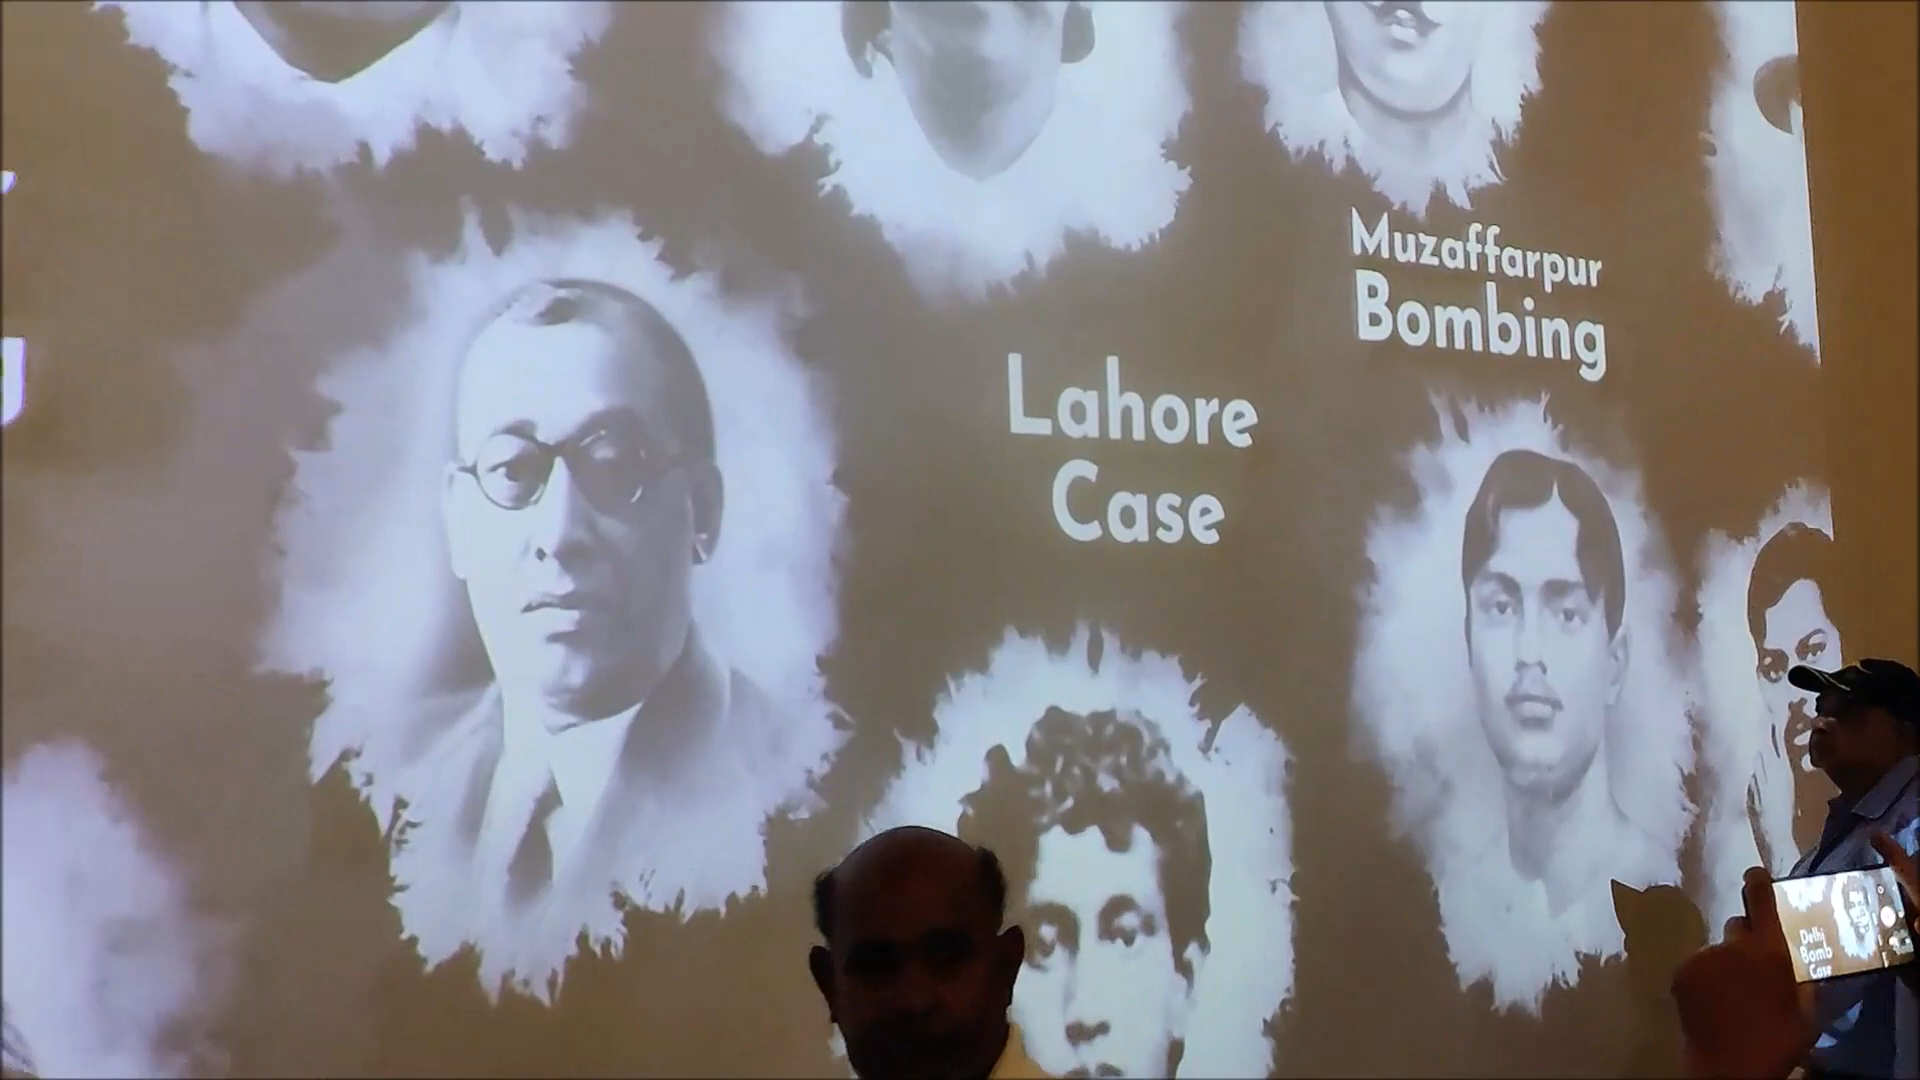 Muzaffarpur
Bombing
Lahore
Case
Delhi
Bomb
Case